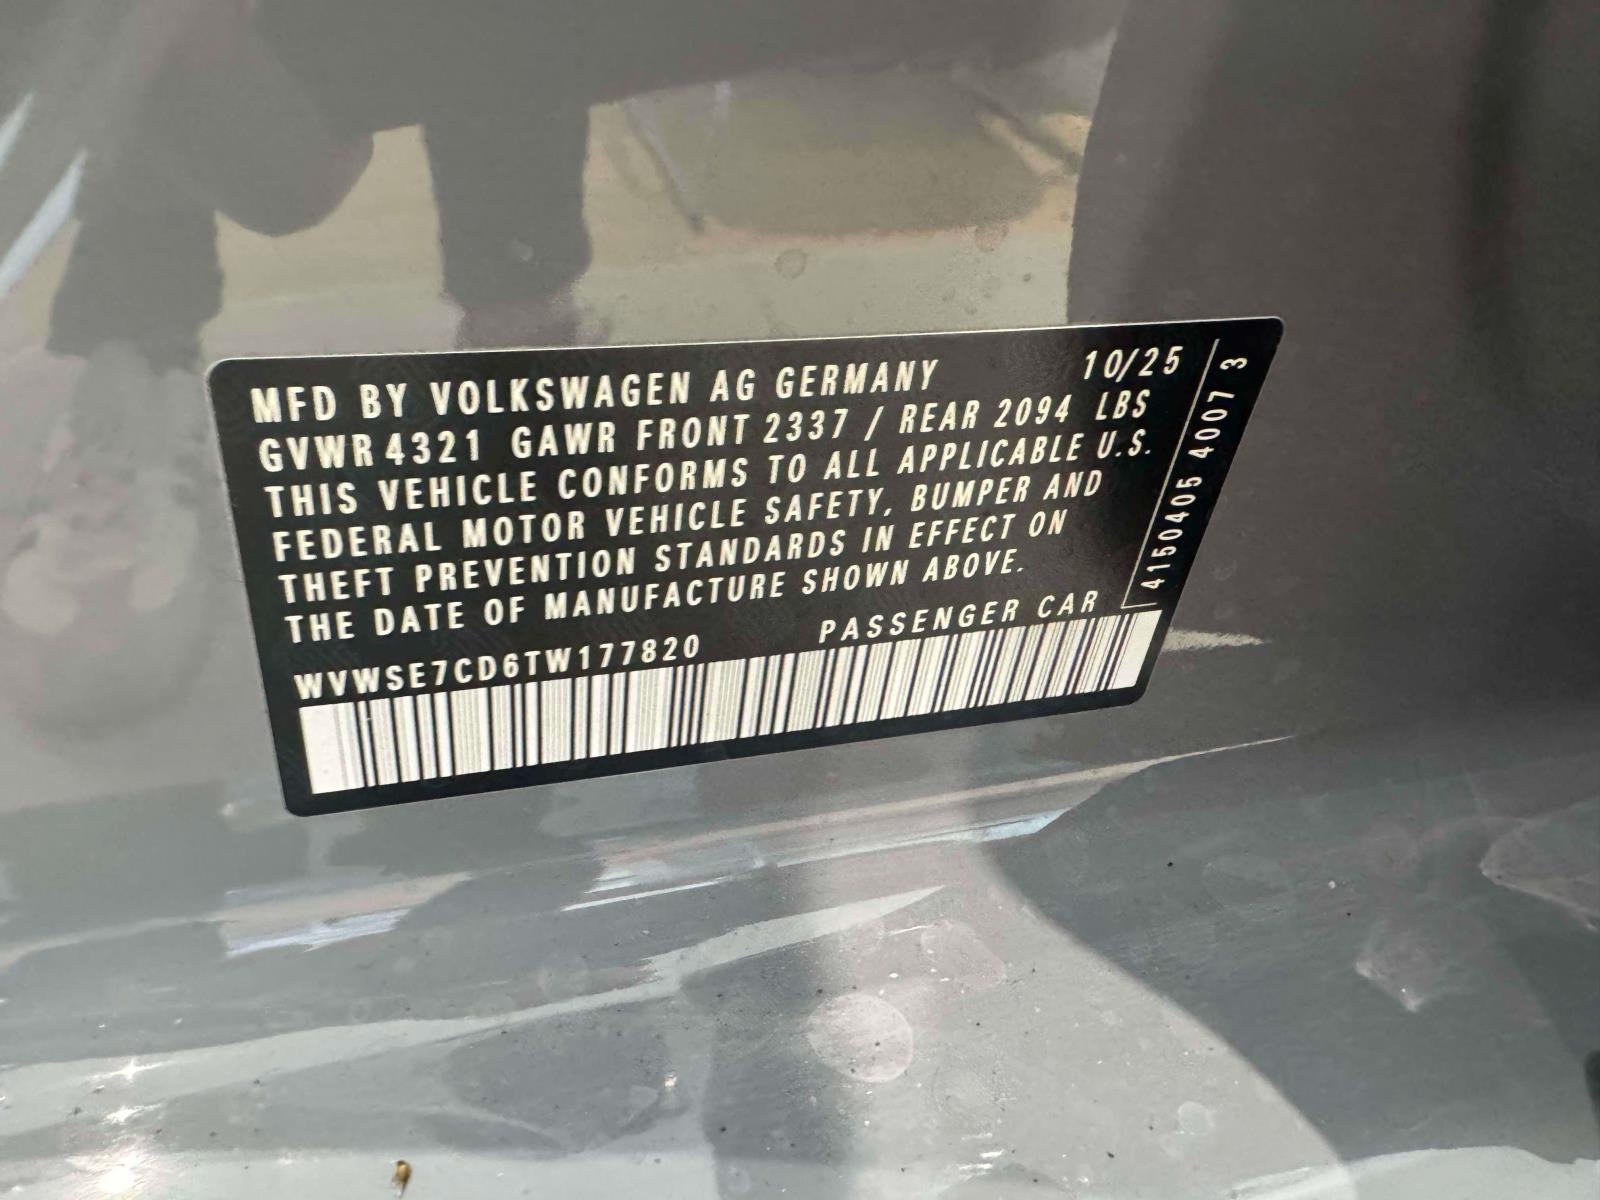 MFD BY VOLKSWAGEN AG GERMANY 10/25
GVWR 4321 GAWR FRONT 2337 / REAR 2094 LBS
THIS VEHICLE CONFORMS TO ALL APPLICABLE U.S.
FEDERAL MOTOR VEHICLE SAFETY, BUMPER AND
THEFT PREVENTION STANDARDS IN EFFECT ON
THE DATE OF MANUFACTURE SHOWN ABOVE.
WVWSE7CD6TW177820 PASSENGER CAR
4150405 4007 3